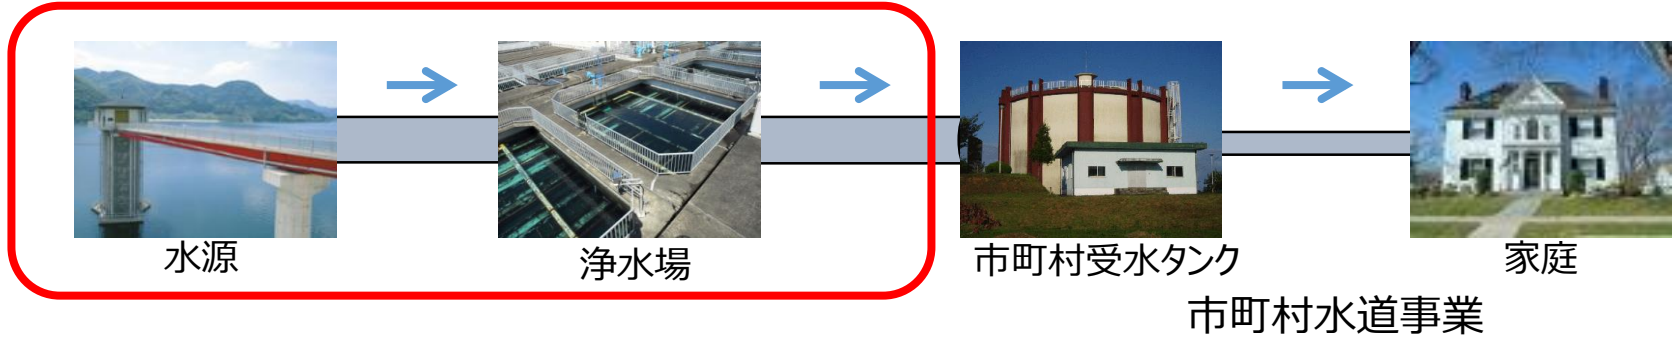 水源
浄水場
市町村受水タンク
家庭
市町村水道事業